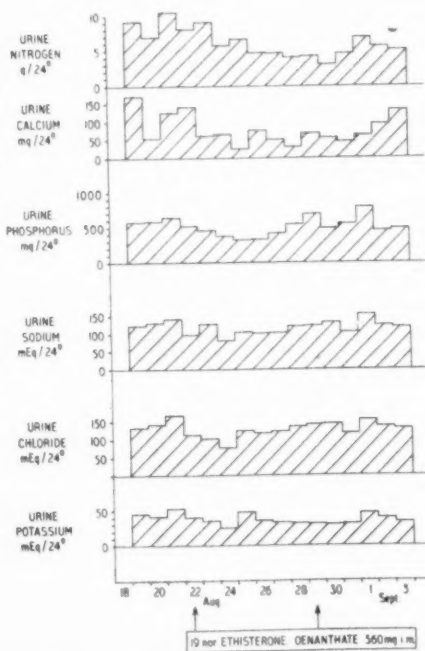 URINE
NITROGEN
g/24°
10
5
0
URINE
CALCIUM
mg/24°
150
100
50
0
URINE
PHOSPHORUS
mg/24°
1000
500
0
URINE
SODIUM
mEq/24°
150
100
50
0
URINE
CHLORIDE
mEq/24°
150
100
50
URINE
POTASSIUM
mEq/24°
50
0
18 20 22 24 26 28 30 1 3
Aug Sept
19 nor ETHISTERONE OENANTHATE 560mg i.m.